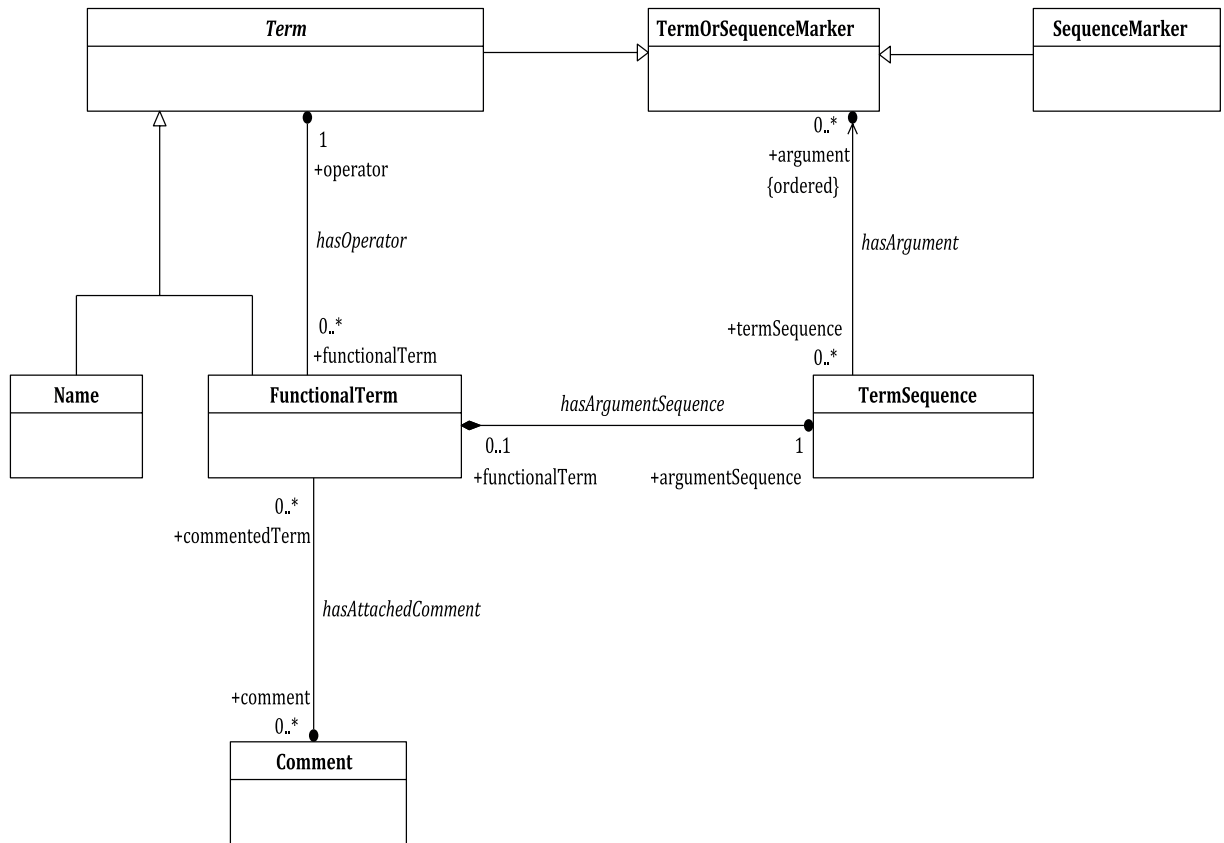 Term
TermOrSequenceMarker
SequenceMarker
1
+operator
0..*
+argument
{ordered}
hasOperator
hasArgument
0..*
+functionalTerm
+termSequence
0..*
Name
FunctionalTerm
hasArgumentSequence
TermSequence
0..1
1
+functionalTerm
+argumentSequence
0..*
+commentedTerm
hasAttachedComment
+comment
0..*
Comment